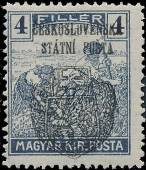 FILLÉR
4 4
ČESKOSLOVENSKÁ
STÁTNÍ POŠTA
MAGYAR KIR. POSTA